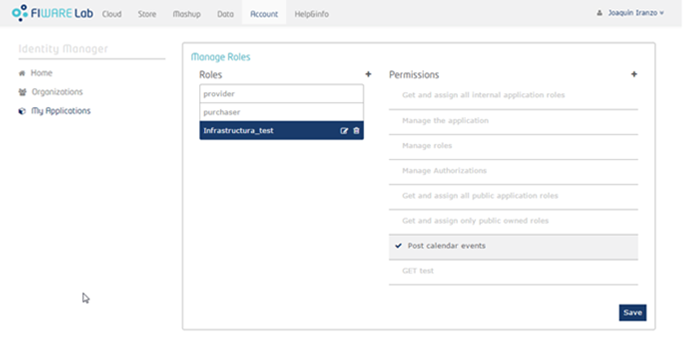 FIWARE Lab Cloud Store Mashup Data Account Help&info Joaquin Iranzo
Identity Manager
Home
Organizations
My Applications
Manage Roles
Roles +
provider
purchaser
Infrastructura_test
Permissions +
Get and assign all internal application roles
Manage the application
Manage roles
Manage Authorizations
Get and assign all public application roles
Get and assign only public owned roles
Post calendar events
GET test
Save